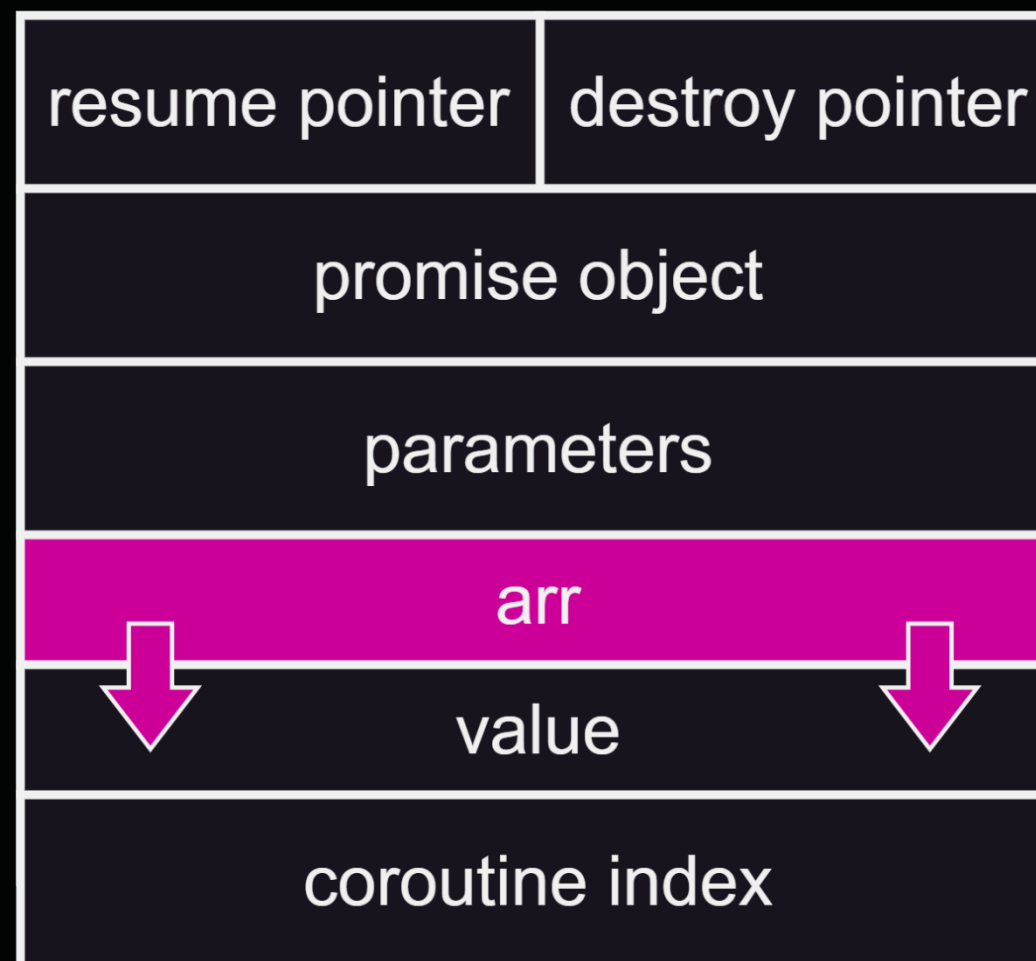 resume pointer
destroy pointer
promise object
parameters
arr
value
coroutine index